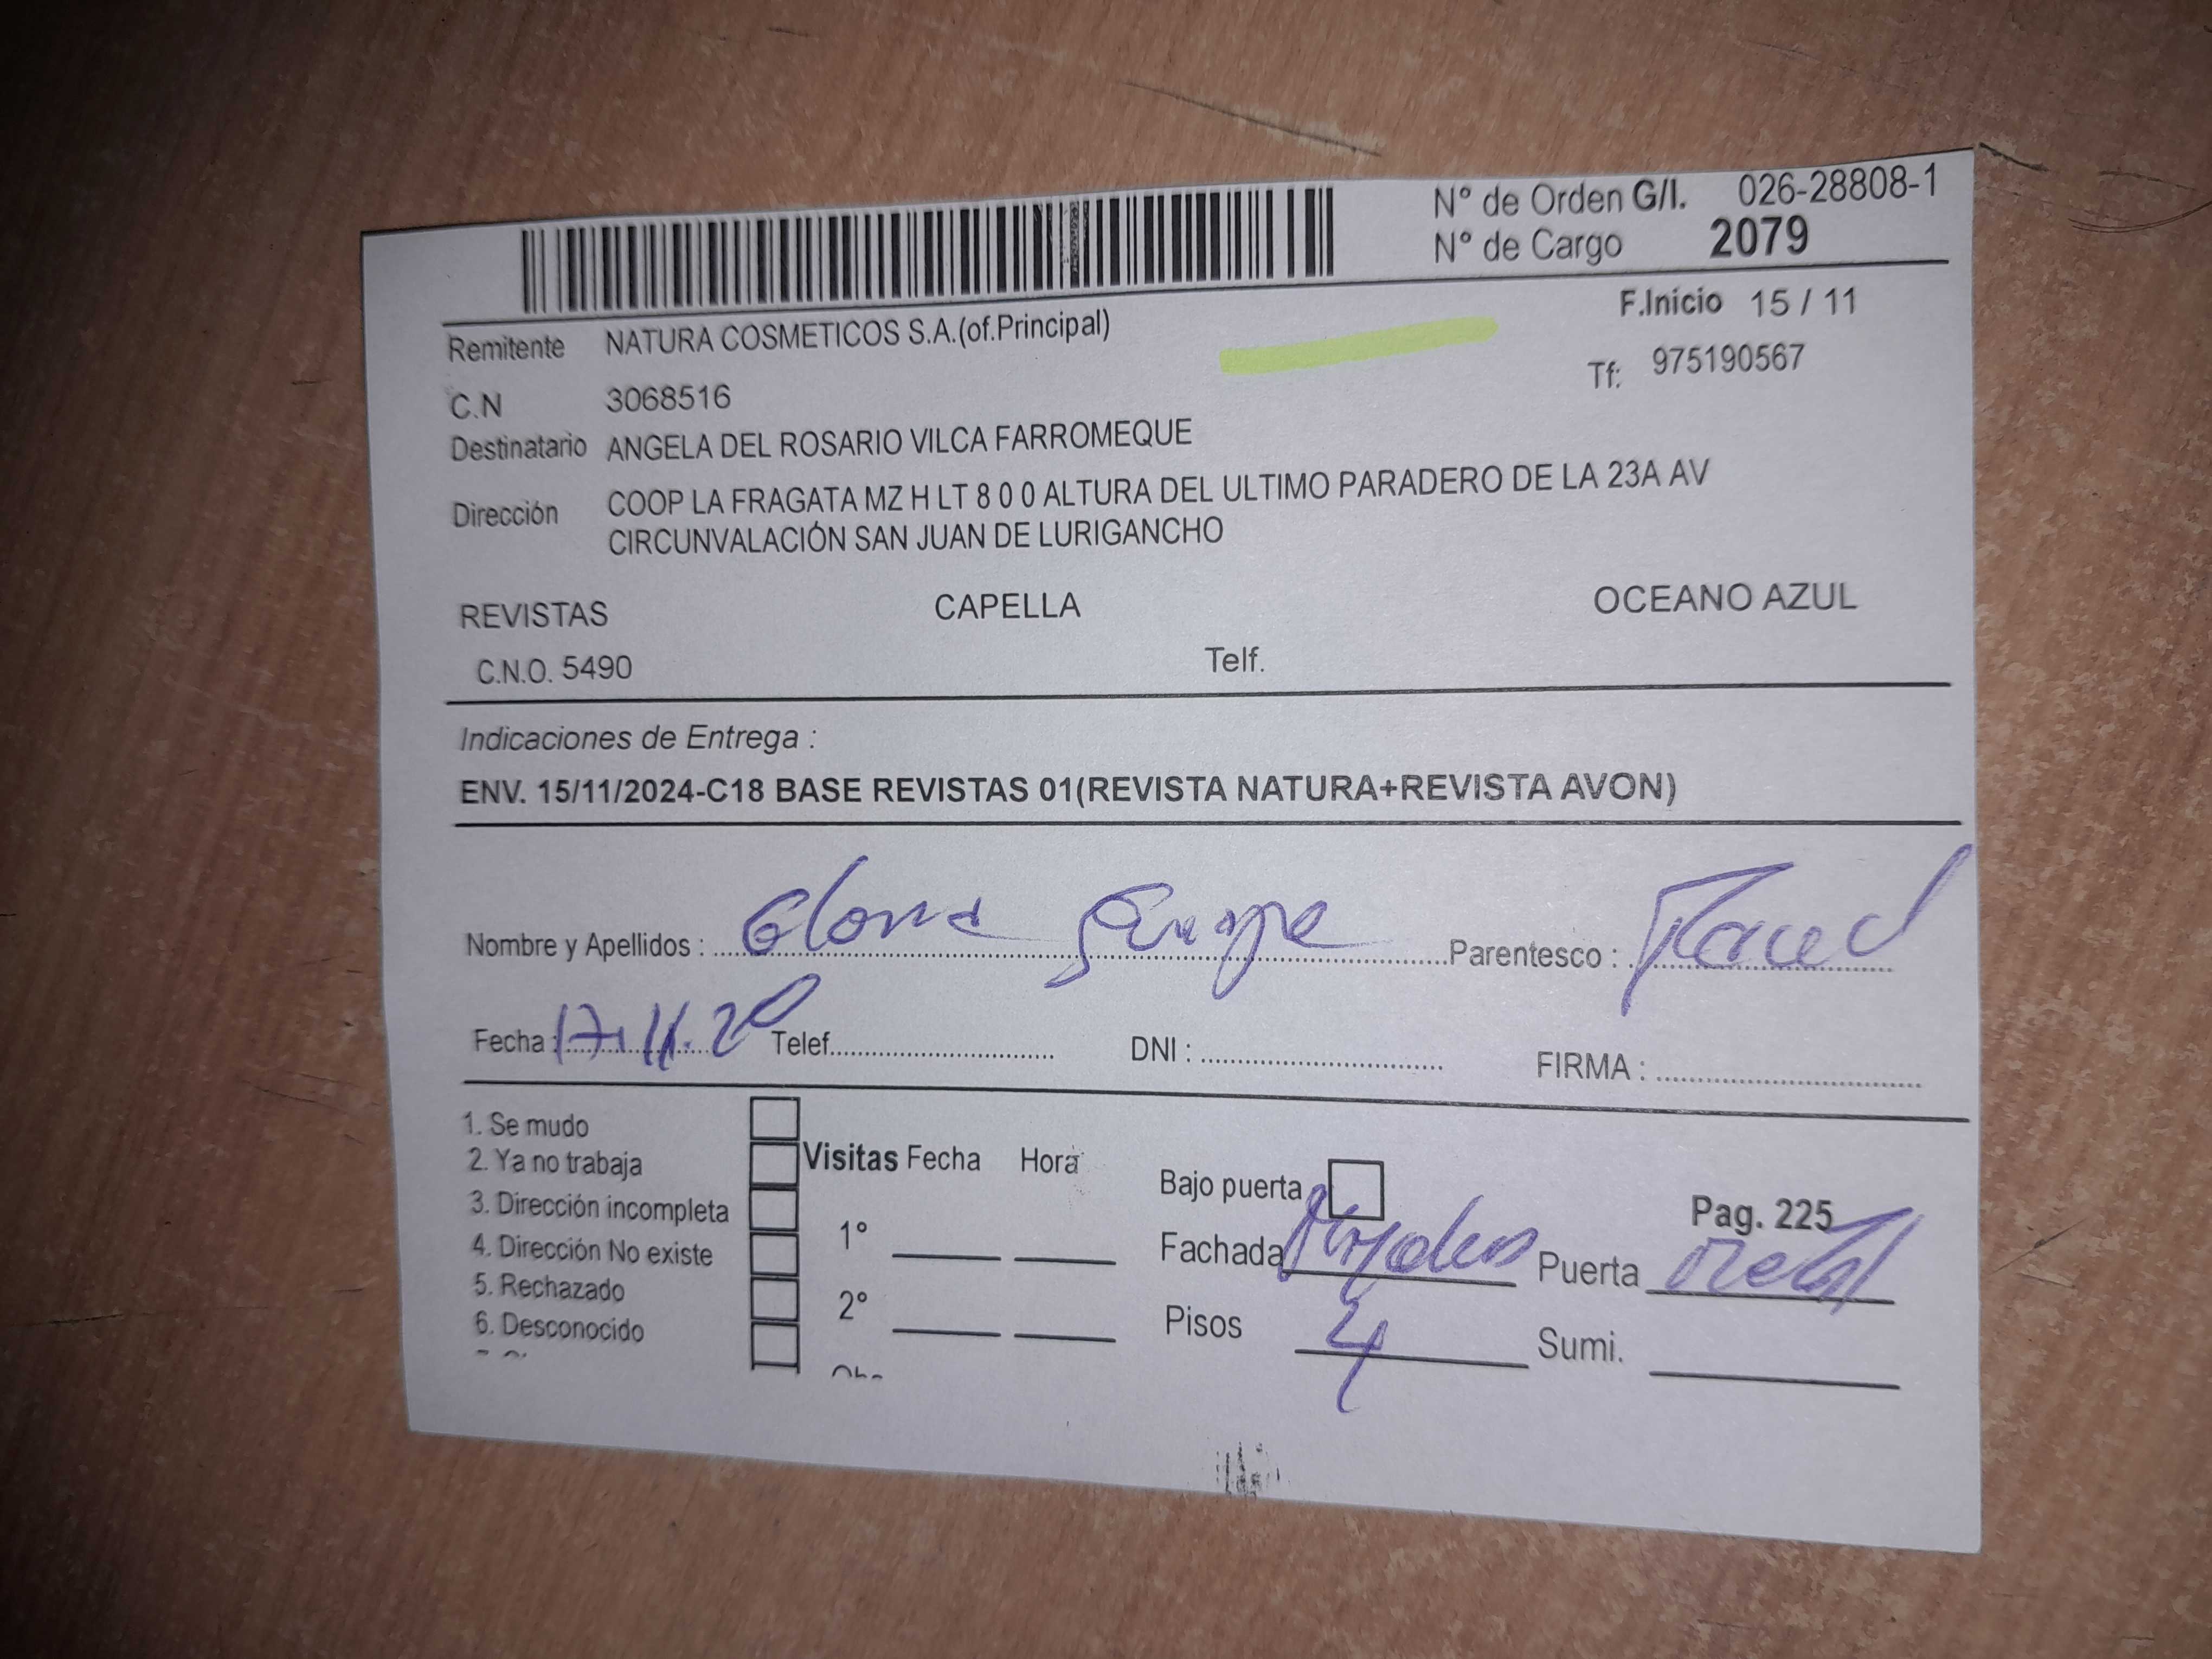 N° de Orden G/I. 026-28808-1
N° de Cargo 2079
F.Inicio 15 / 11
Remitente NATURA COSMETICOS S.A.(of.Principal)
Tf: 975190567
C.N 3068516
Destinatario ANGELA DEL ROSARIO VILCA FARROMEQUE
Dirección COOP LA FRAGATA MZ H LT 8 0 0 ALTURA DEL ULTIMO PARADERO DE LA 23A AV
CIRCUNVALACIÓN SAN JUAN DE LURIGANCHO
REVISTAS CAPELLA OCEANO AZUL
C.N.O. 5490 Telf.
Indicaciones de Entrega :
ENV. 15/11/2024-C18 BASE REVISTAS 01(REVISTA NATURA+REVISTA AVON)
Nombre y Apellidos : Gloria Parentesco :
Fecha : 17.11. Telef. DNI : FIRMA :
1. Se mudo
2. Ya no trabaja Visitas Fecha Hora
Bajo puerta
3. Dirección incompleta
Pag. 225
1°
4. Dirección No existe
Fachada Puerta Metal
5. Rechazado
2°
Pisos 4 Sumi.
6. Desconocido